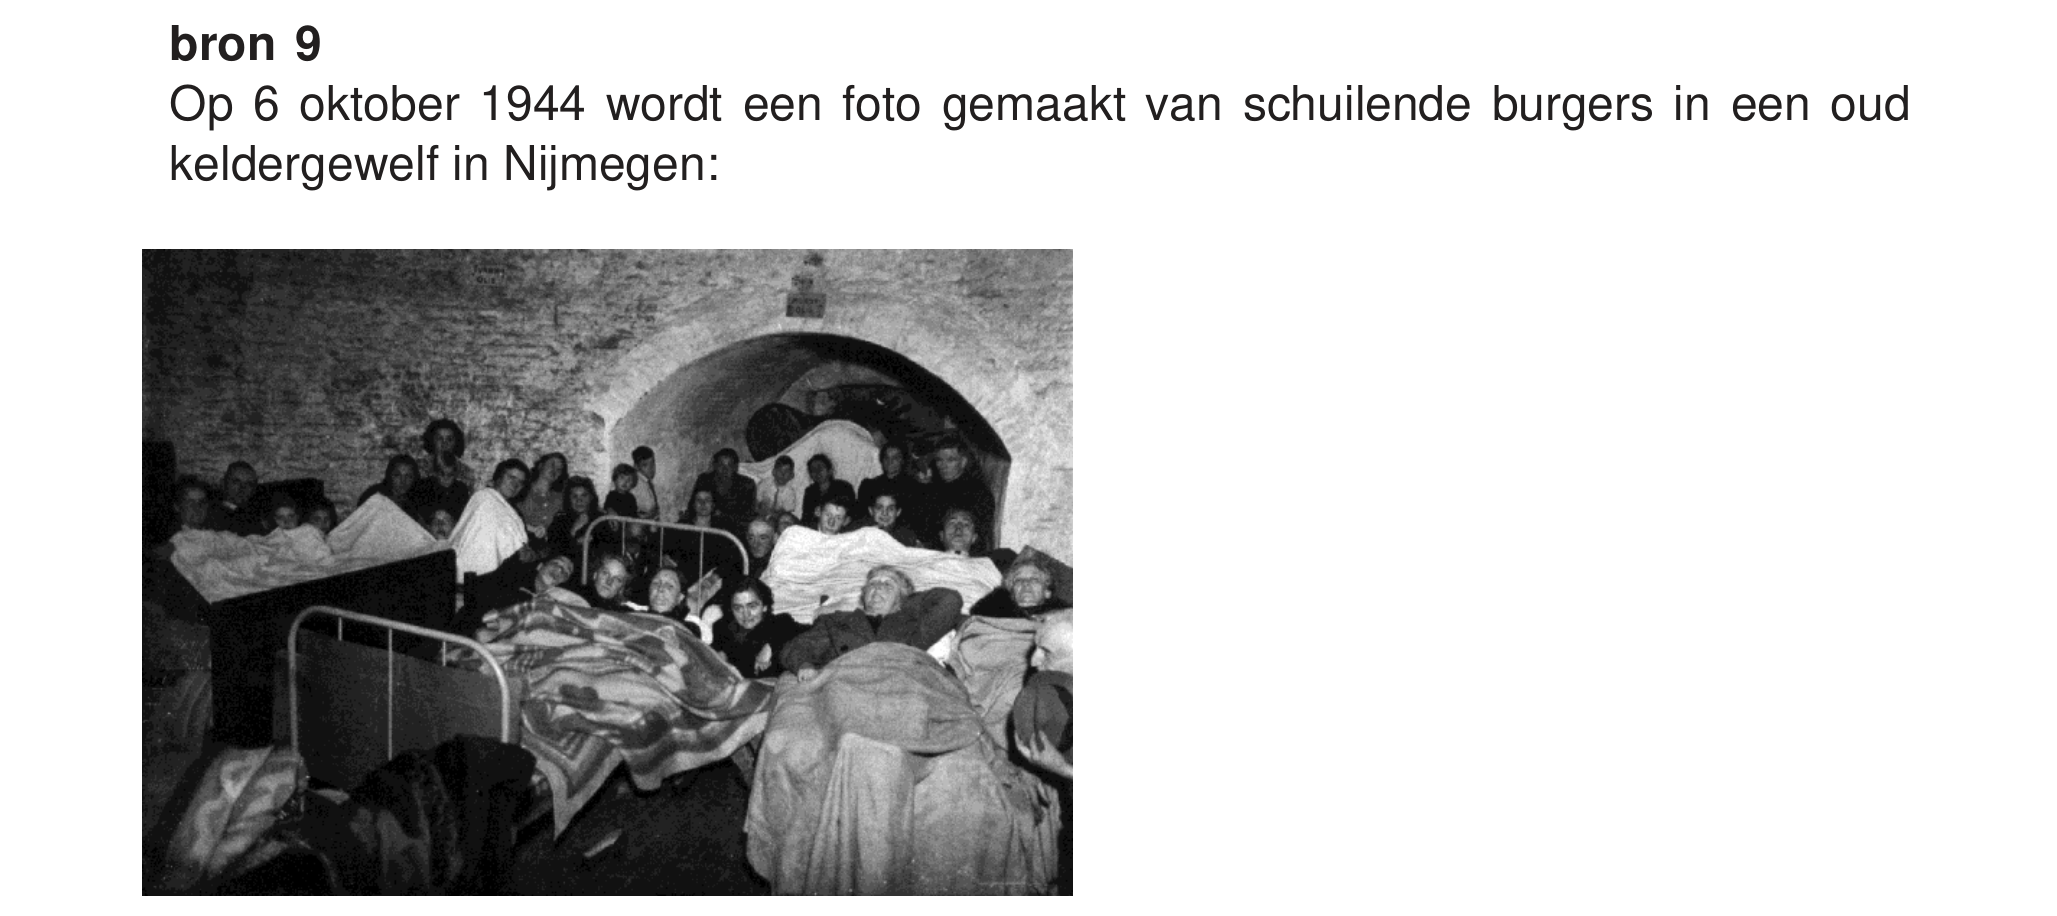 bron 9
Op 6 oktober 1944 wordt een foto gemaakt van schuilende burgers in een oud
keldergewelf in Nijmegen: